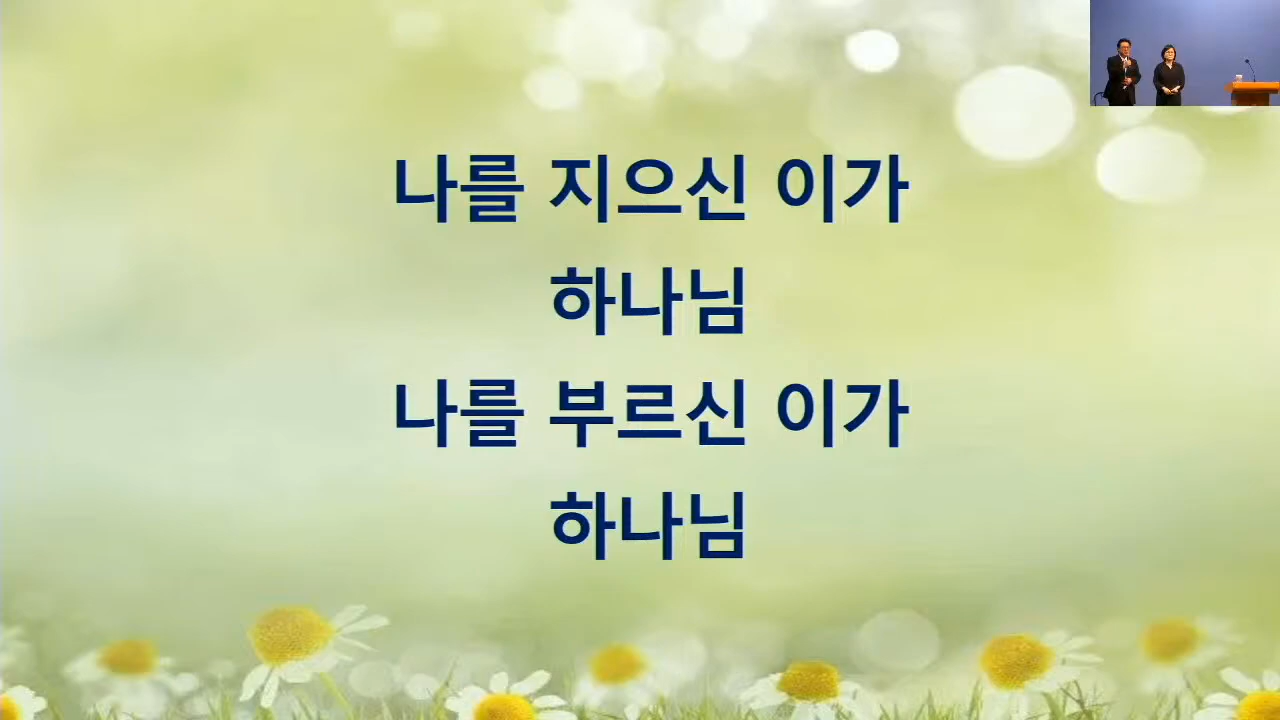 나를 지으신 이가
하나님
나를 부르신 이가
하나님